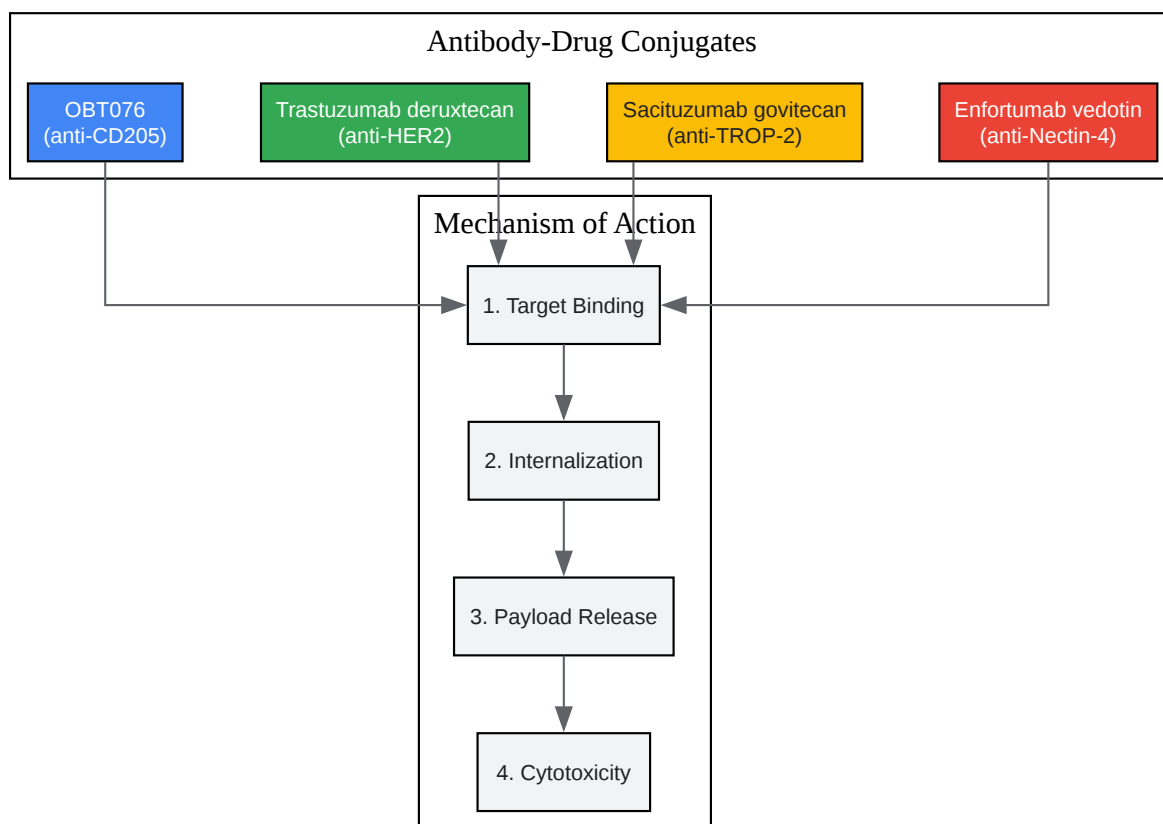 Antibody-Drug Conjugates
OBT076
(anti-CD205)
Trastuzumab deruxtecan
(anti-HER2)
Sacituzumab govitecan
(anti-TROP-2)
Enfortumab vedotin
(anti-Nectin-4)
Mechanism of Action
1. Target Binding
2. Internalization
3. Payload Release
4. Cytotoxicity